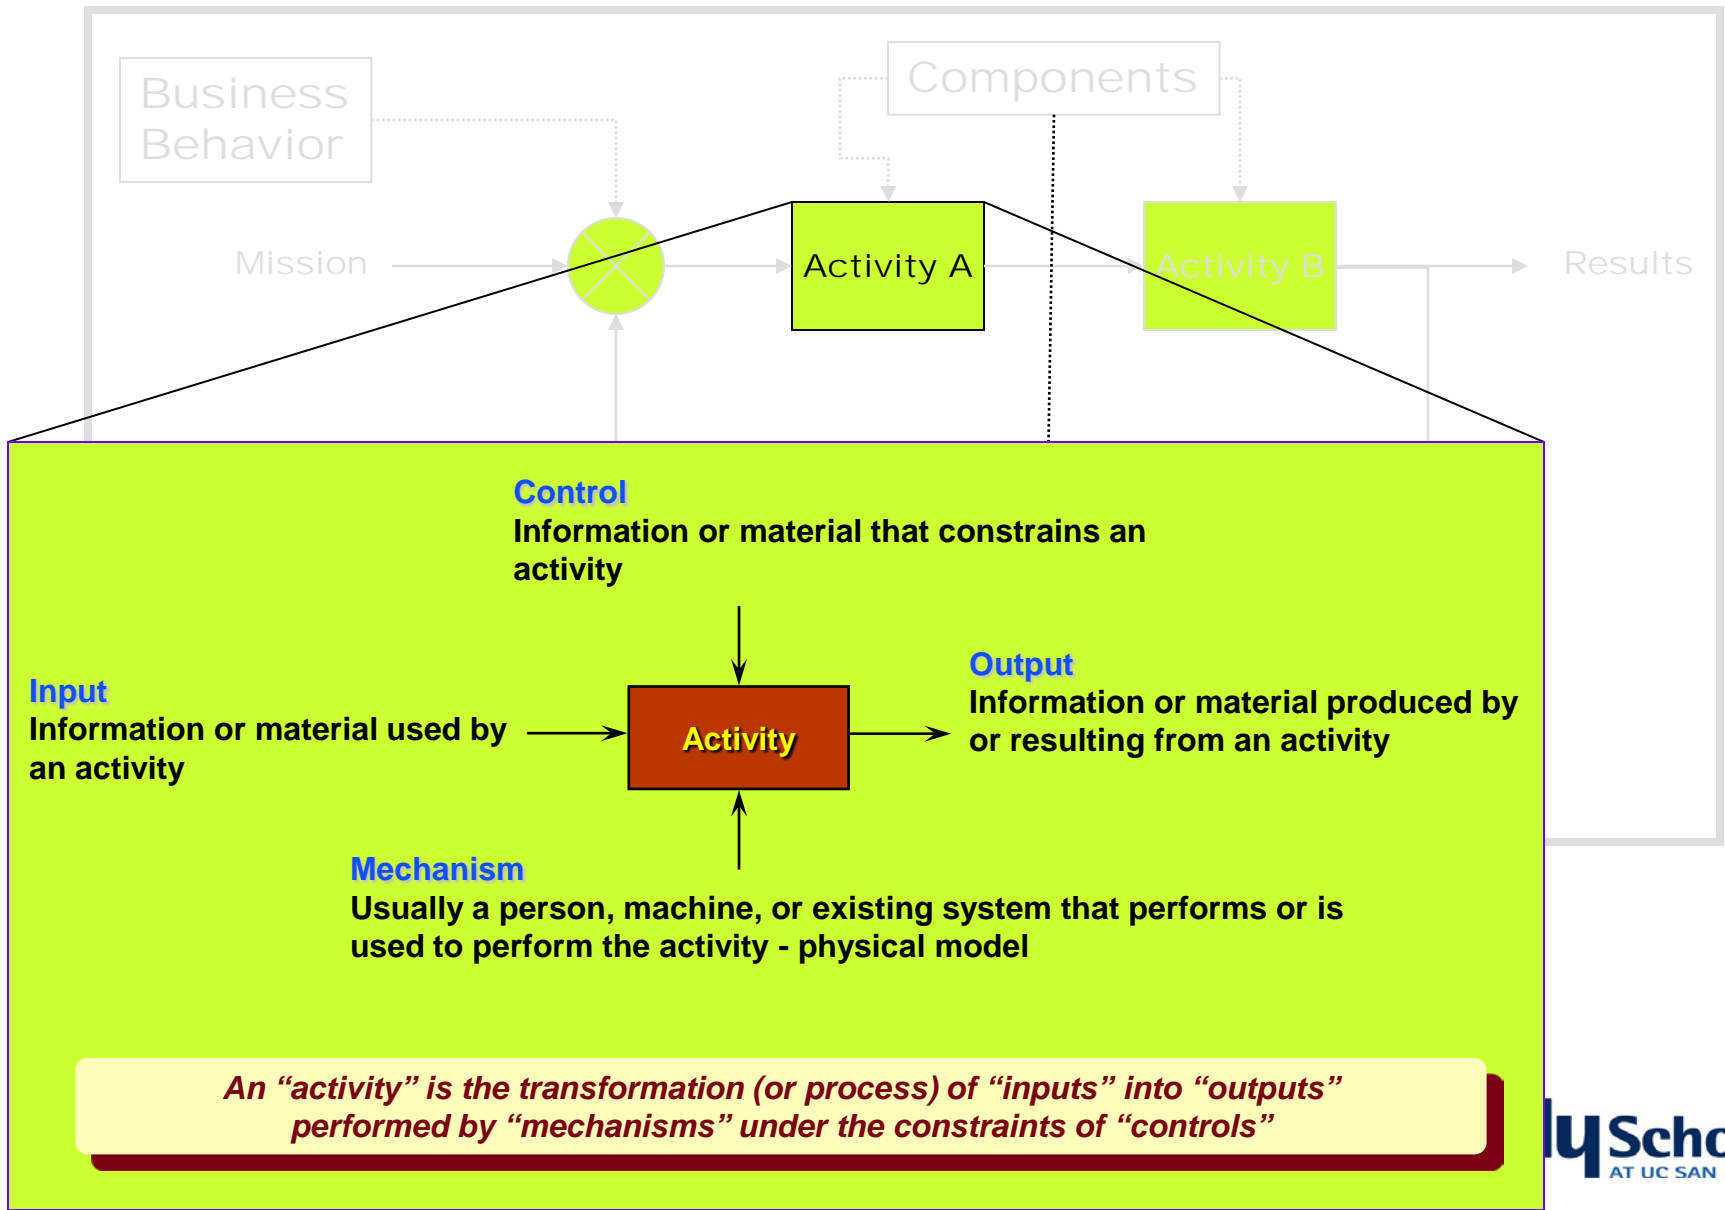 Business
Behavior
Components
Mission
Activity A
Activity B
Results
Control
Information or material that constrains an
activity
Input
Information or material used by
an activity
Activity
Output
Information or material produced by
or resulting from an activity
Mechanism
Usually a person, machine, or existing system that performs or is
used to perform the activity - physical model
An “activity” is the transformation (or process) of “inputs” into “outputs”
performed by “mechanisms” under the constraints of “controls”
AT UC SAN